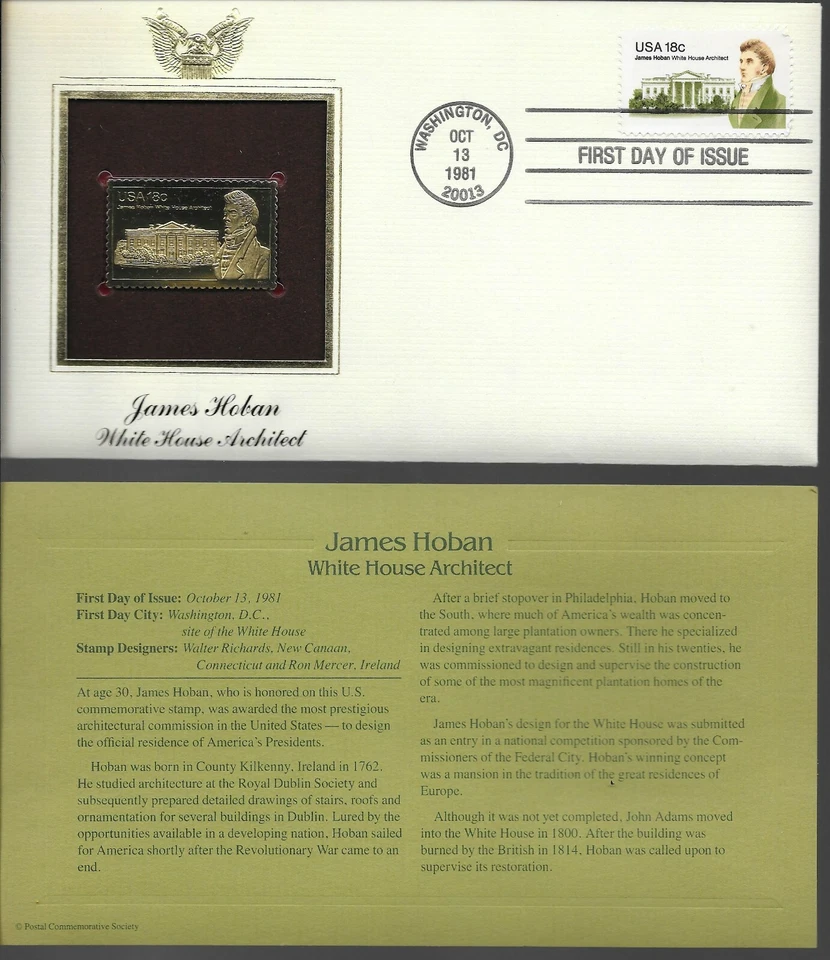 USA 18c
James Hoban White House Architect
WASHINGTON, DC
OCT
13
1981
20013
FIRST DAY OF ISSUE
USA 18c
James Hoban White House Architect
James Hoban
White House Architect
James Hoban
White House Architect
First Day of Issue: October 13, 1981
First Day City: Washington, D.C.,
site of the White House
Stamp Designers: Walter Richards, New Canaan,
Connecticut and Ron Mercer, Ireland
At age 30, James Hoban, who is honored on this U.S.
commemorative stamp, was awarded the most prestigious
architectural commission in the United States — to design
the official residence of America's Presidents.
Hoban was born in County Kilkenny, Ireland in 1762.
He studied architecture at the Royal Dublin Society and
subsequently prepared detailed drawings of stairs, roofs and
ornamentation for several buildings in Dublin. Lured by the
opportunities available in a developing nation, Hoban sailed
for America shortly after the Revolutionary War came to an
end.
After a brief stopover in Philadelphia, Hoban moved to
the South, where much of America's wealth was concen-
trated among large plantation owners. There he specialized
in designing extravagant residences. Still in his twenties, he
was commissioned to design and supervise the construction
of some of the most magnificent plantation homes of the
era.
James Hoban's design for the White House was submitted
as an entry in a national competition sponsored by the Com-
missioners of the Federal City. Hoban's winning concept
was a mansion in the tradition of the great residences of
Europe.
Although it was not yet completed, John Adams moved
into the White House in 1800. After the building was
burned by the British in 1814, Hoban was called upon to
supervise its restoration.
© Postal Commemorative Society